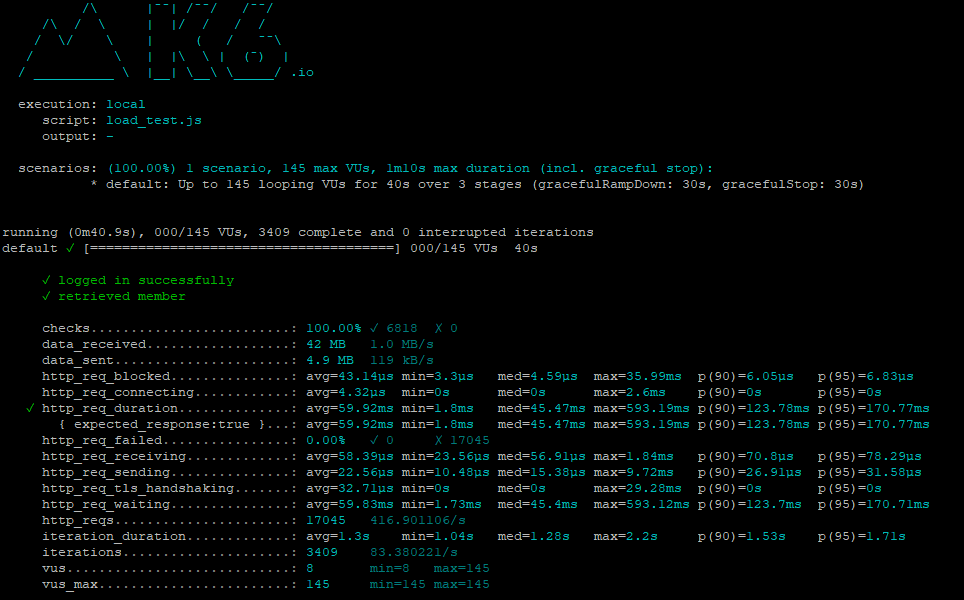 /\      |¯¯| /¯¯/   /¯¯/
    /\  /  \     |  |/  /   /  /
   /  \/    \    |     (   /   ¯¯\
  /          \   |  |\  \ |  (¯)  |
 / __________ \  |__| \__\ \_____/ .io
execution: local
script: load_test.js
output: -
scenarios: (100.00%) 1 scenario, 145 max VUs, 1m10s max duration (incl. graceful stop):
* default: Up to 145 looping VUs for 40s over 3 stages (gracefulRampDown: 30s, gracefulStop: 30s)
running (0m40.9s), 000/145 VUs, 3409 complete and 0 interrupted iterations
default ✓ [======================================] 000/145 VUs  40s
✓ logged in successfully
✓ retrieved member
checks.........................: 100.00% ✓ 6818  ✗ 0
data_received..................: 42 MB   1.0 MB/s
data_sent......................: 4.9 MB  119 kB/s
http_req_blocked...............: avg=43.14µs min=3.3µs   med=4.59µs  max=35.99ms  p(90)=6.05µs   p(95)=6.83µs
http_req_connecting............: avg=4.32µs  min=0s      med=0s      max=2.6ms    p(90)=0s       p(95)=0s
✓ http_req_duration..............: avg=59.92ms min=1.8ms   med=45.47ms max=593.19ms p(90)=123.78ms p(95)=170.77ms
{ expected_response:true }...: avg=59.92ms min=1.8ms   med=45.47ms max=593.19ms p(90)=123.78ms p(95)=170.77ms
http_req_failed................: 0.00%   ✓ 0     ✗ 17045
http_req_receiving.............: avg=58.39µs min=23.56µs med=56.91µs max=1.84ms   p(90)=70.8µs   p(95)=78.29µs
http_req_sending...............: avg=22.56µs min=10.48µs med=15.38µs max=9.72ms   p(90)=26.91µs  p(95)=31.58µs
http_req_tls_handshaking.......: avg=32.71µs min=0s      med=0s      max=29.28ms  p(90)=0s       p(95)=0s
http_req_waiting...............: avg=59.83ms min=1.73ms  med=45.4ms  max=593.12ms p(90)=123.7ms  p(95)=170.71ms
http_reqs......................: 17045   416.901106/s
iteration_duration.............: avg=1.3s    min=1.04s   med=1.28s   max=2.2s     p(90)=1.53s    p(95)=1.71s
iterations.....................: 3409    83.380221/s
vus............................: 8       min=8   max=145
vus_max........................: 145     min=145 max=145